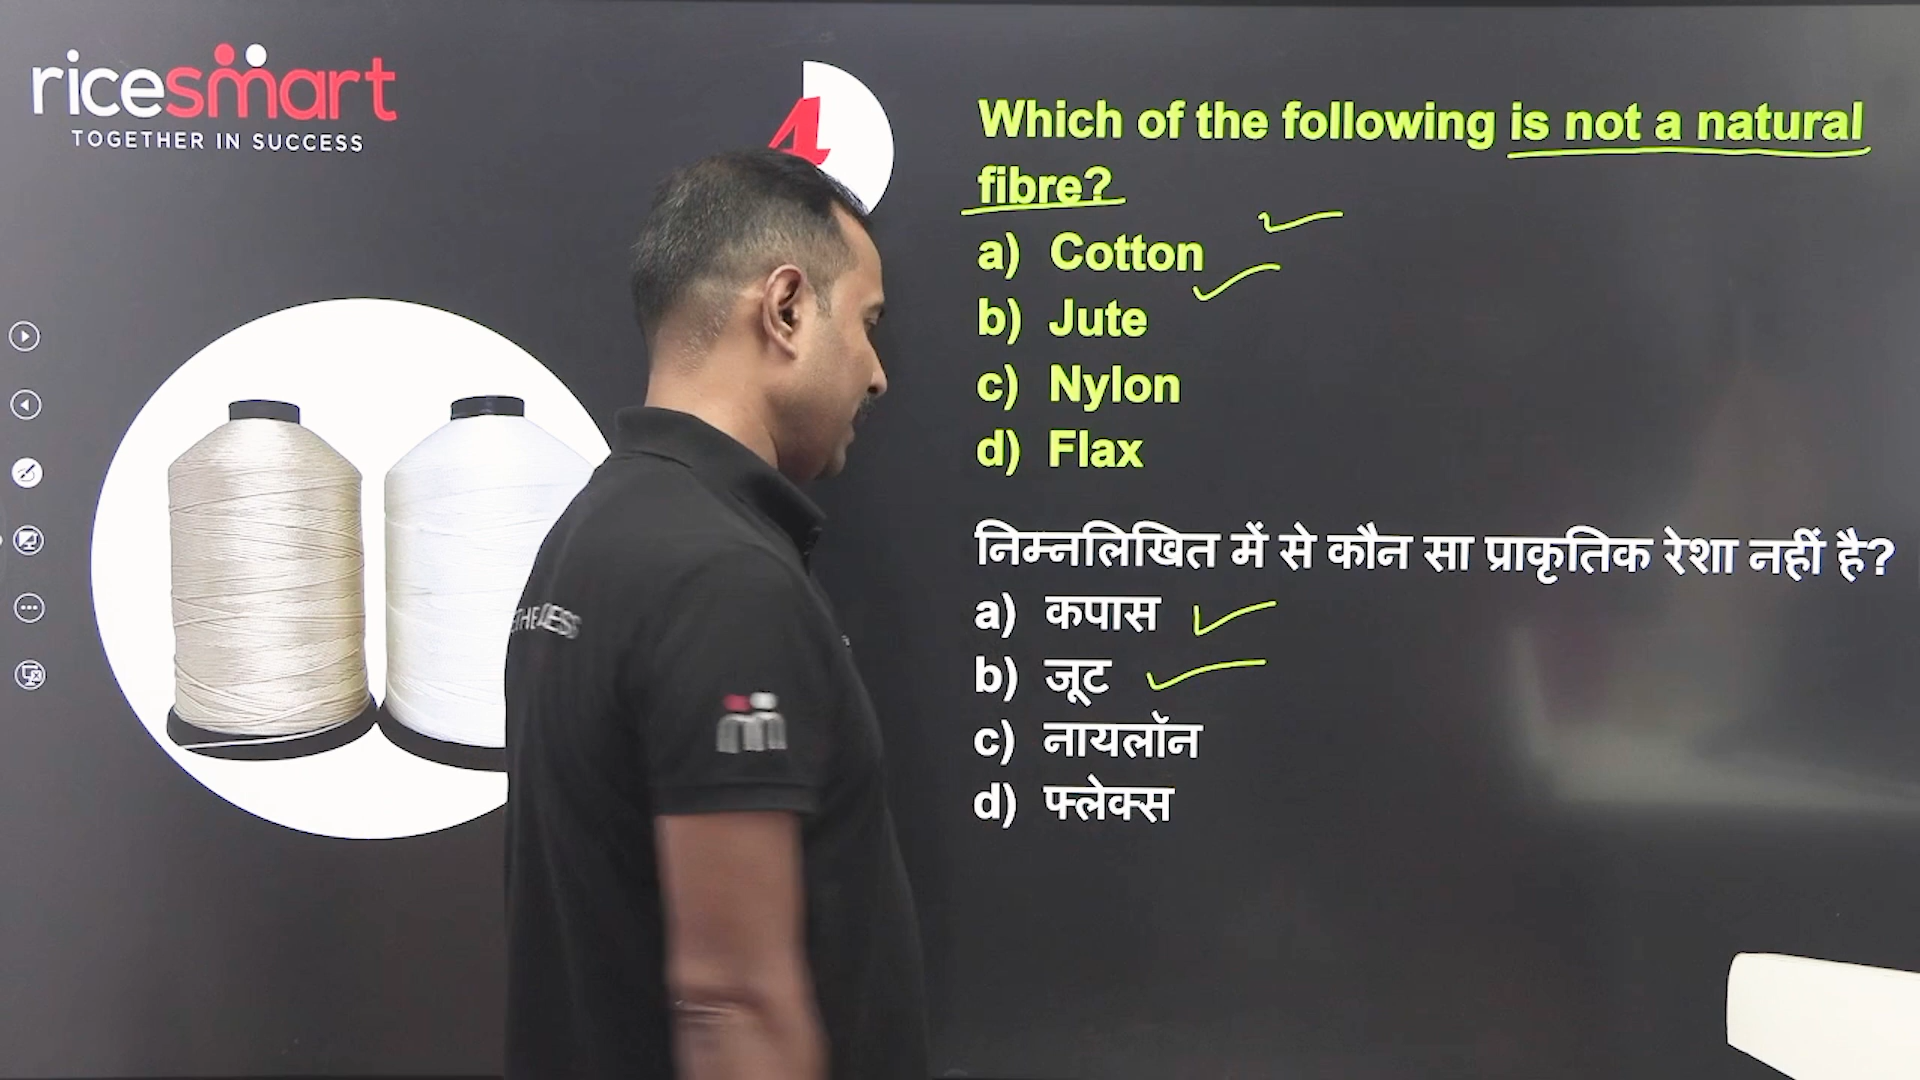 ricesmart
TOGETHER IN SUCCESS
4
Which of the following is not a natural
fibre?
a) Cotton
b) Jute
c) Nylon
d) Flax
निम्नलिखित में से कौन सा प्राकृतिक रेशा नहीं है?
a) कपास
b) जूट
c) नायलॉन
d) फ्लेक्स